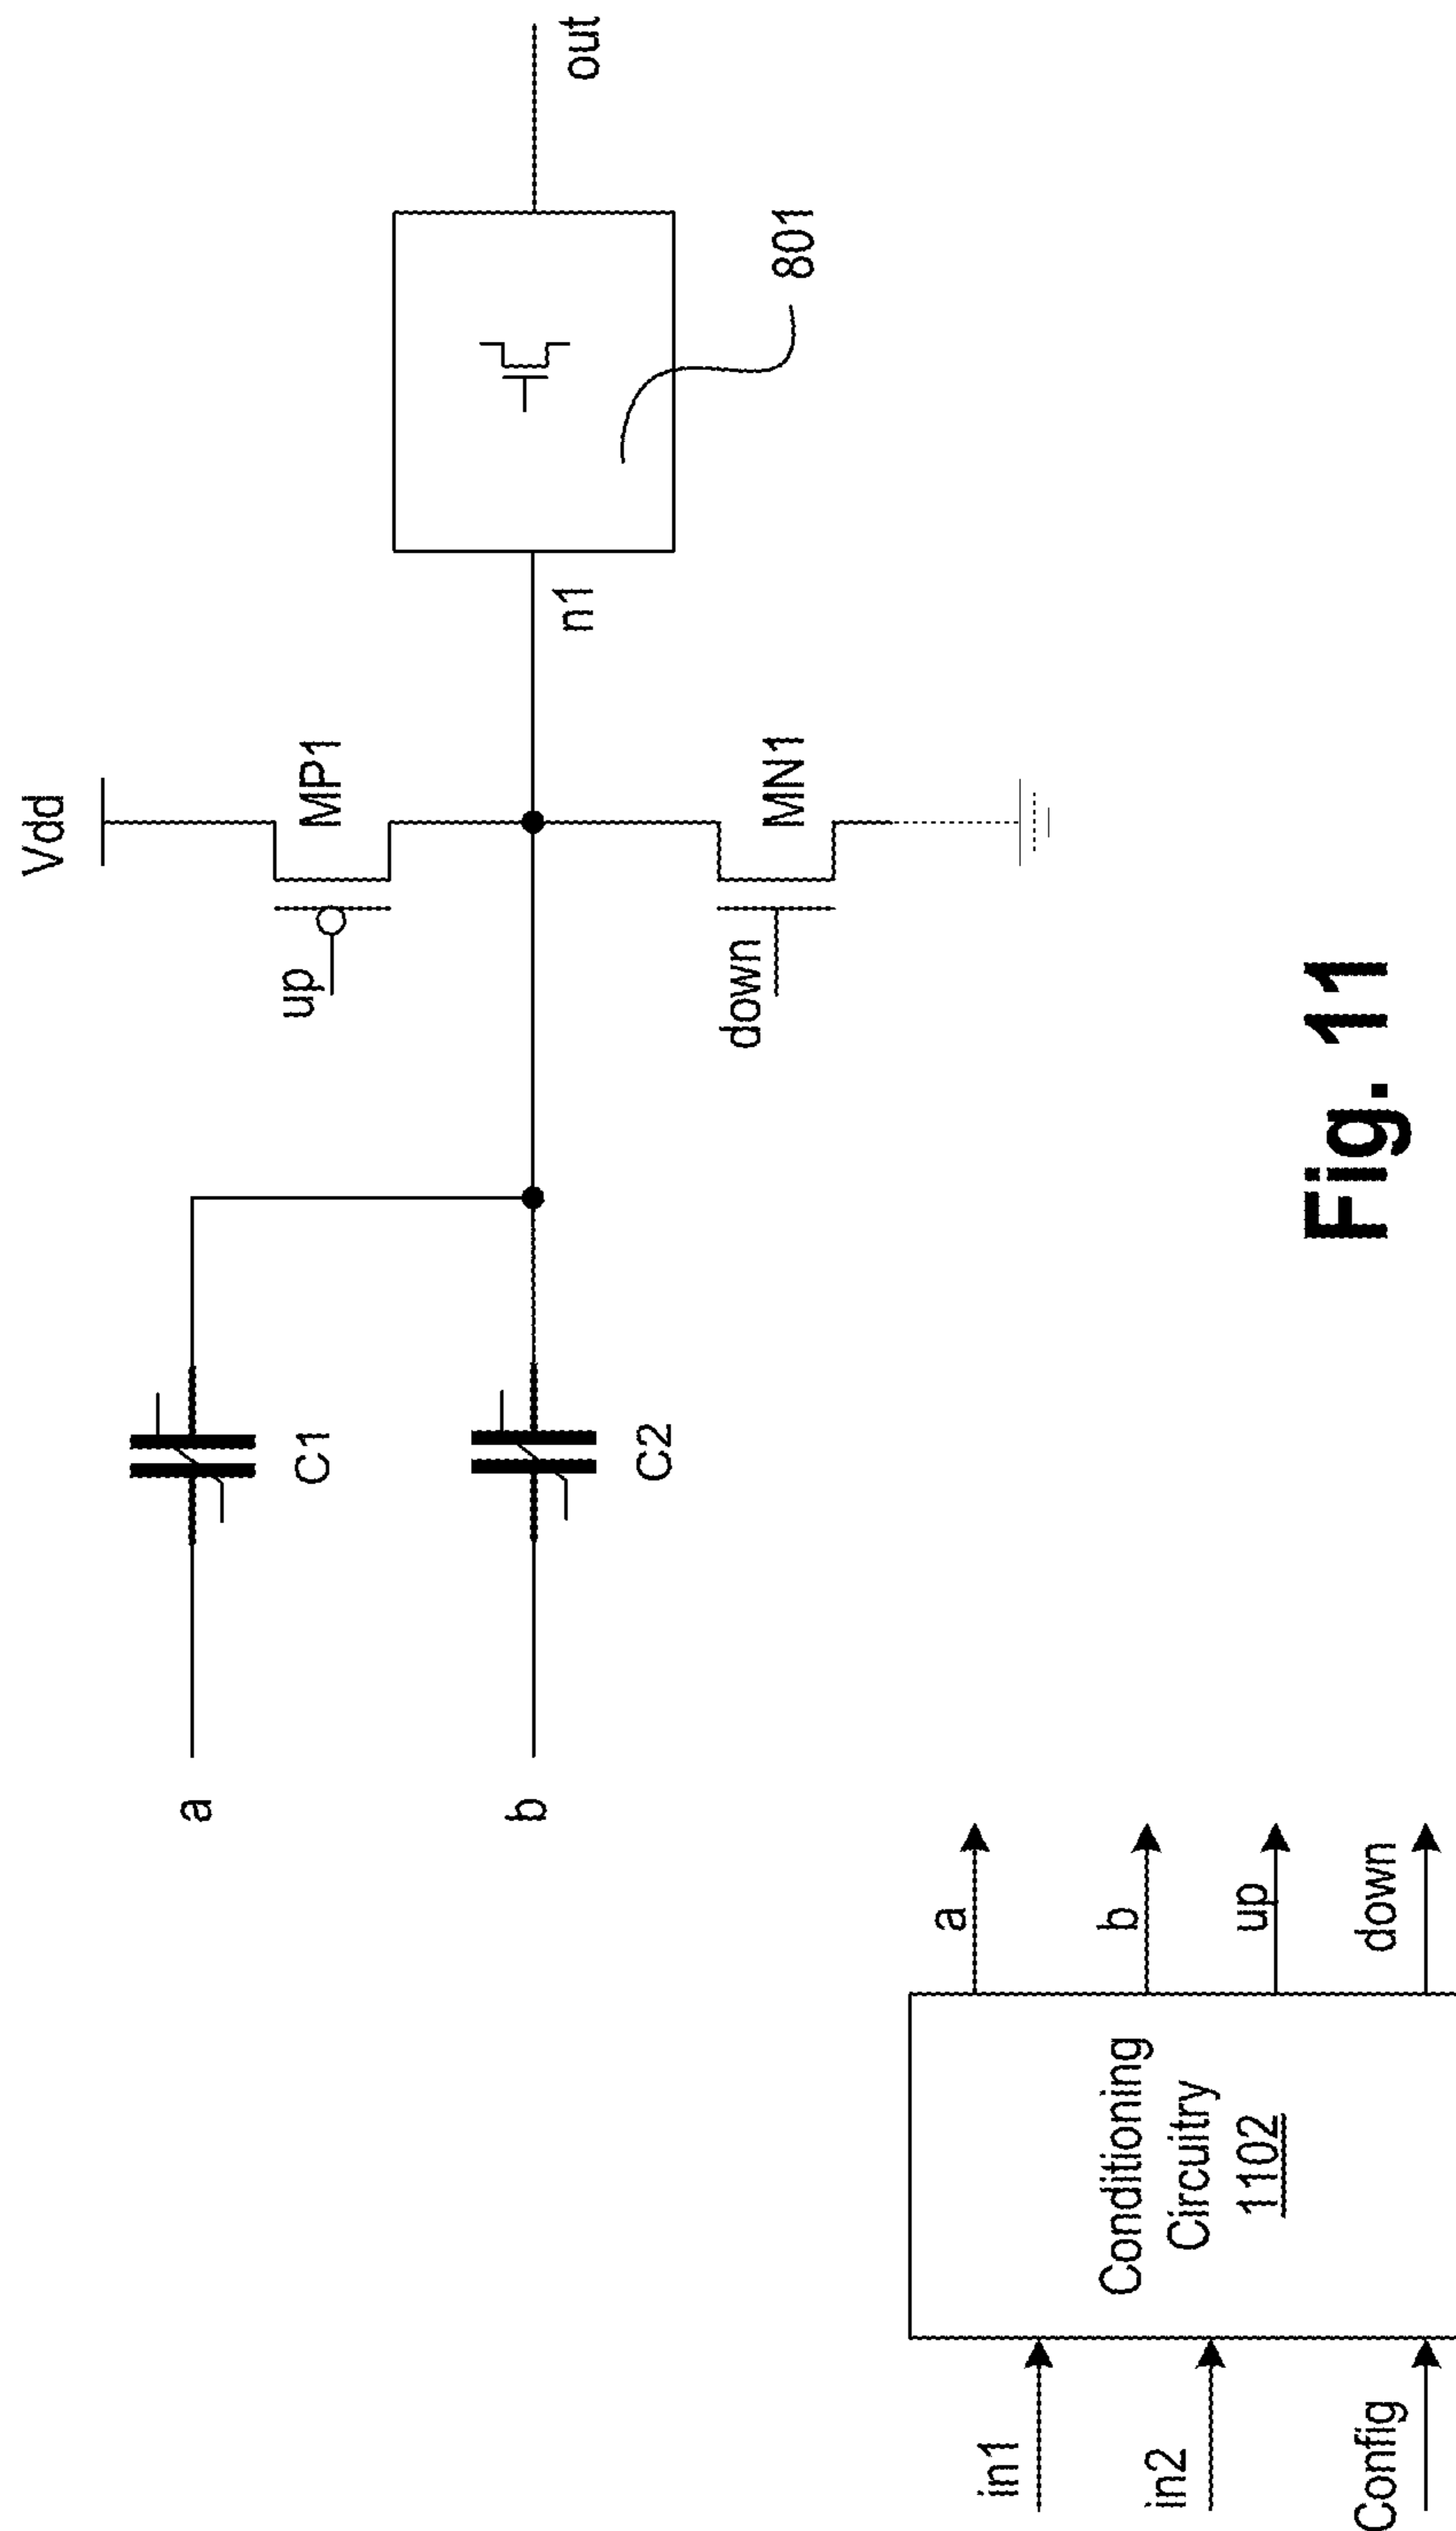 Vdd
up
MP1
a
C1
n1
out
b
C2
down
MN1
801
in1
in2
Config
Conditioning
Circuitry
1102
a
b
up
down
Fig. 11